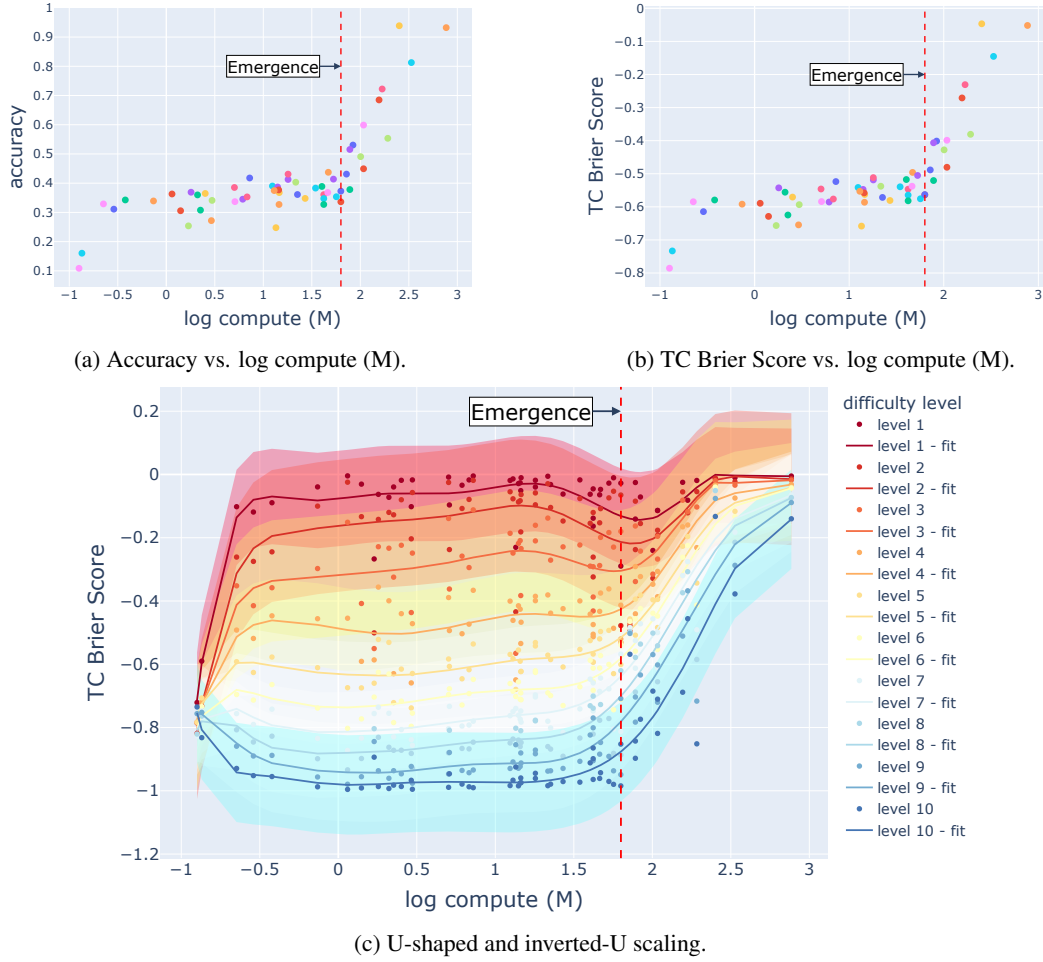 1
0.9
0.8
0.7
0.6
0.5
0.4
0.3
0.2
0.1
accuracy
Emergence
−1
−0.5
0
0.5
1
1.5
2
2.5
3
log compute (M)
(a) Accuracy vs. log compute (M).
0
−0.1
−0.2
−0.3
−0.4
−0.5
−0.6
−0.7
−0.8
TC Brier Score
Emergence
−1
0
1
2
3
log compute (M)
(b) TC Brier Score vs. log compute (M).
0.2
0
−0.2
−0.4
−0.6
−0.8
−1
−1.2
TC Brier Score
Emergence
−1
−0.5
0
0.5
1
1.5
2
2.5
3
log compute (M)
difficulty level
level 1
level 1 - fit
level 2
level 2 - fit
level 3
level 3 - fit
level 4
level 4 - fit
level 5
level 5 - fit
level 6
level 6 - fit
level 7
level 7 - fit
level 8
level 8 - fit
level 9
level 9 - fit
level 10
level 10 - fit
(c) U-shaped and inverted-U scaling.